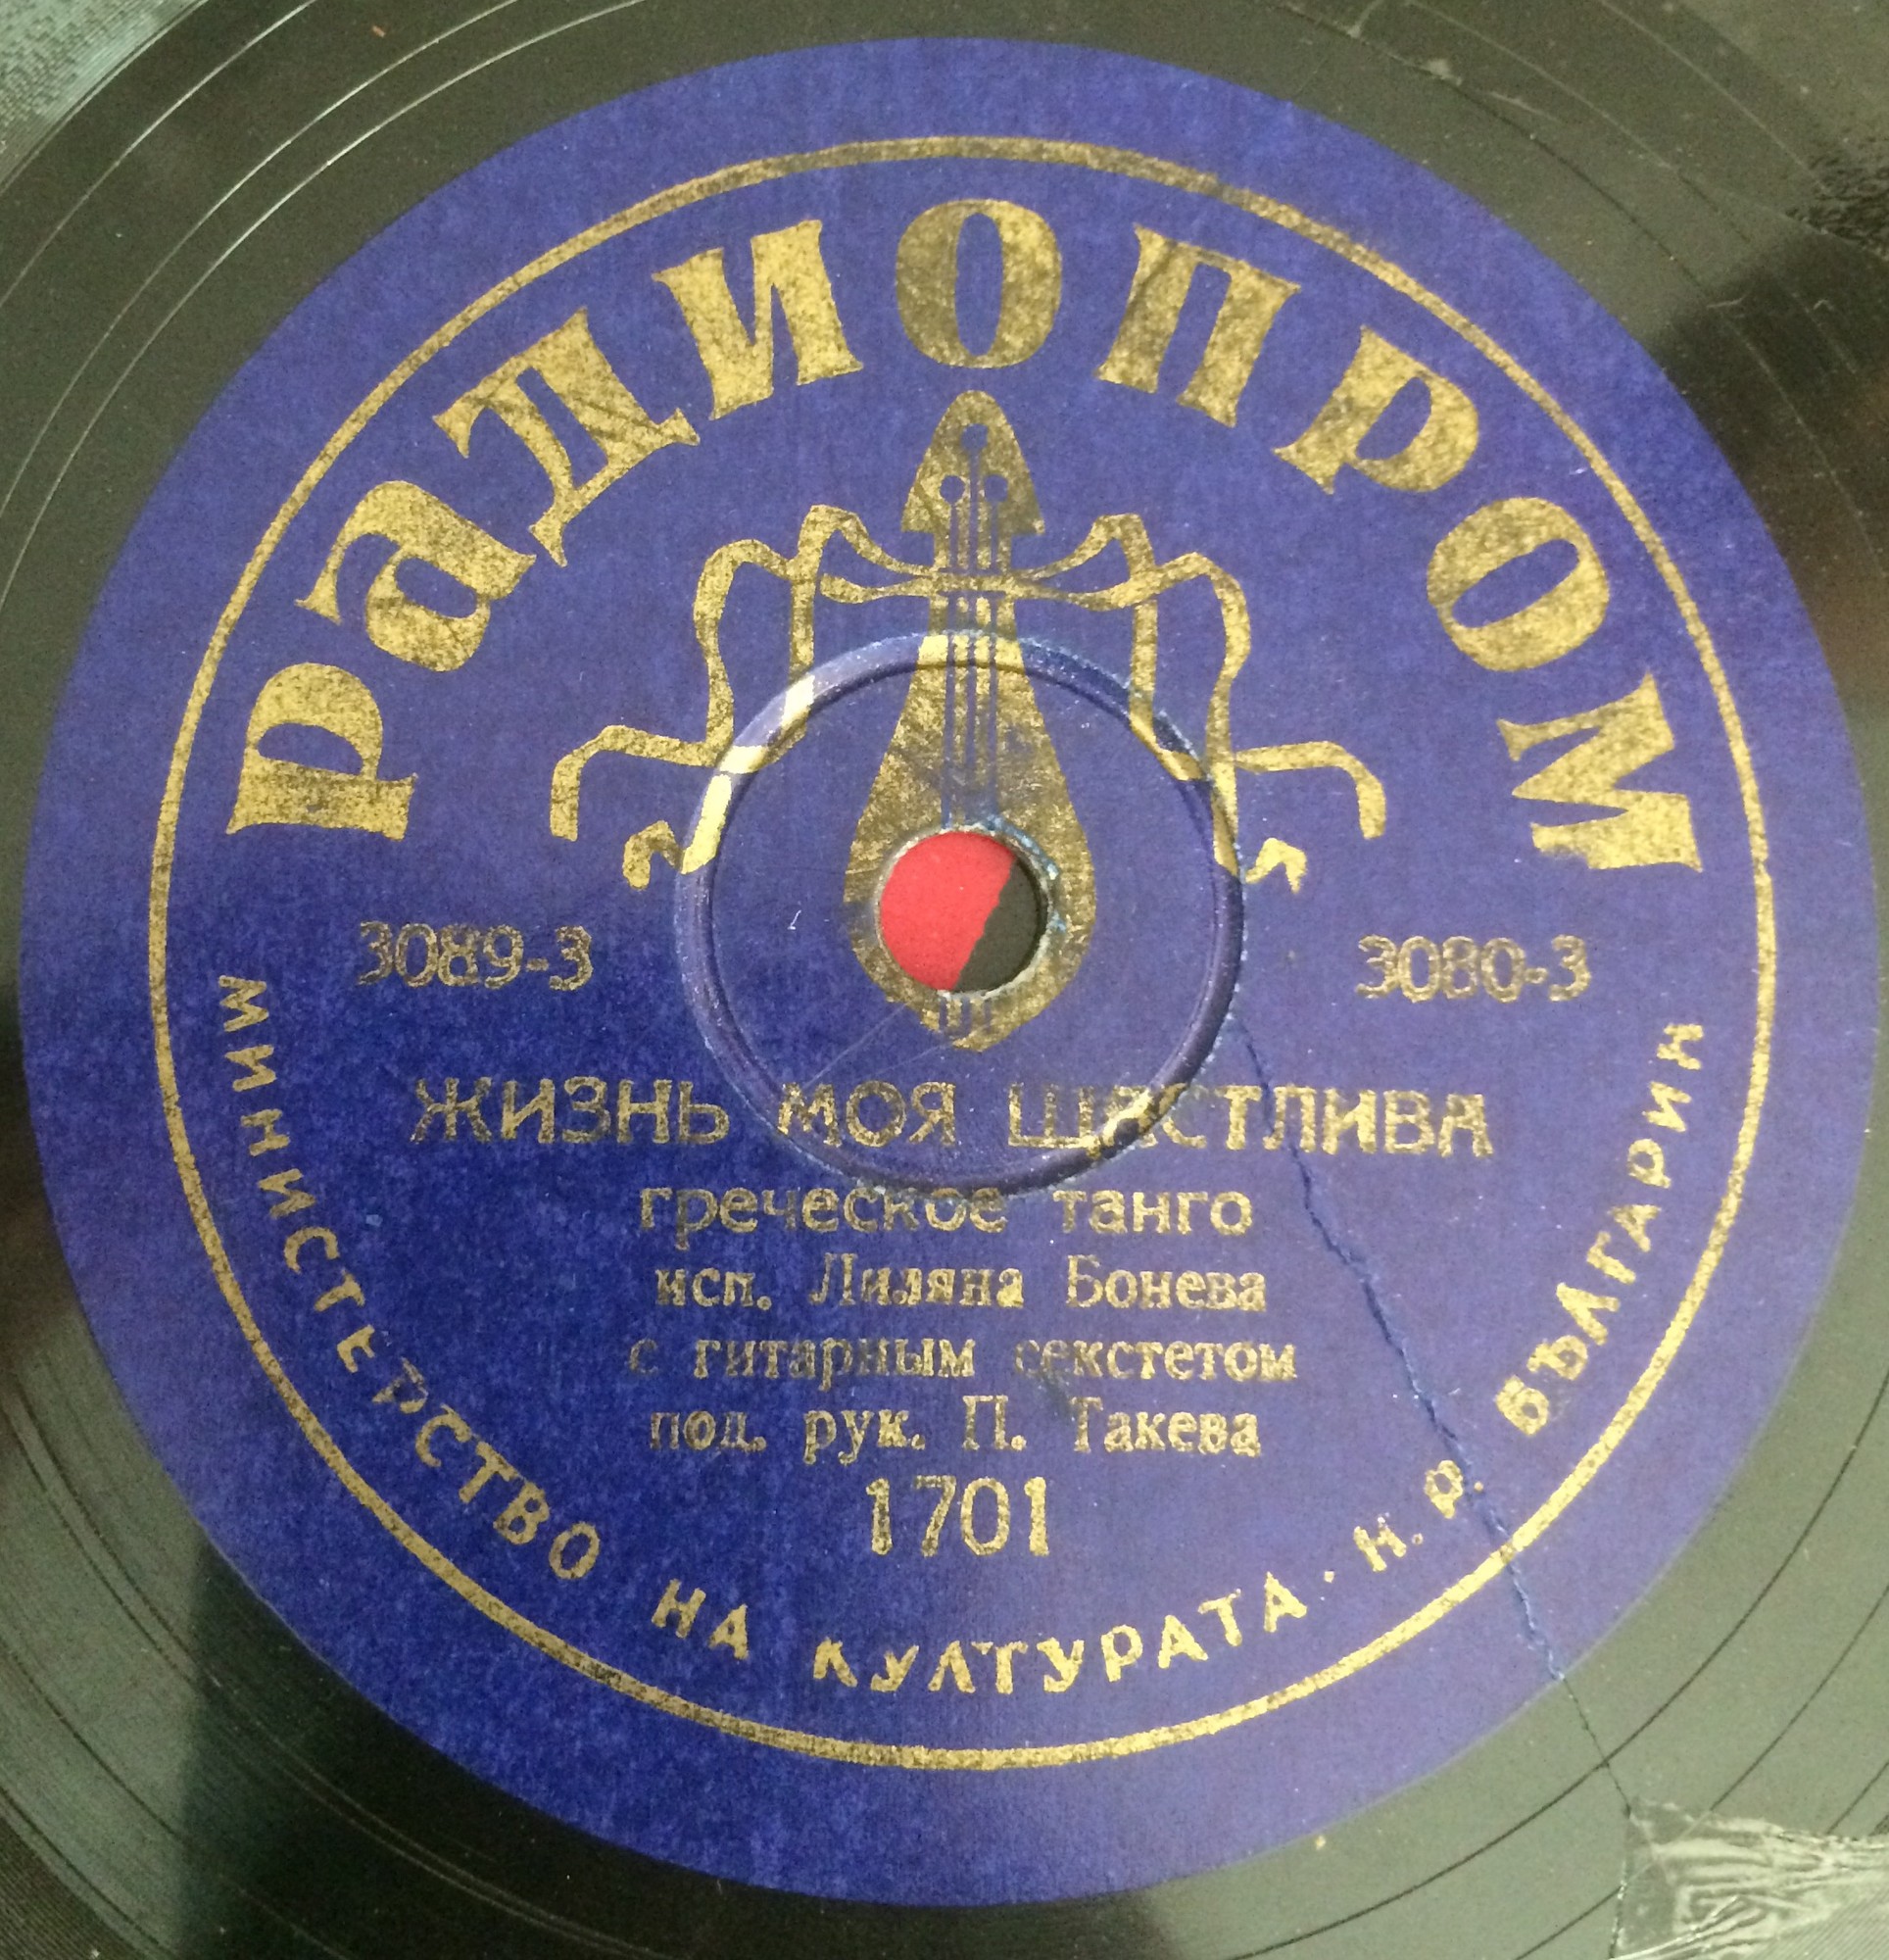 РАДИОПРОМ
3089-3
3080-3
ЖИЗНЬ МОЯ ЩАСТЛИВА
греческое танго
исп. Лиляна Бонева
с гитарным секстетом
под. рук. П. Такева
1701
МИНИСТЕРСТВО НА КУЛТУРАТА · Н. Р. БЪЛГАРИЯ